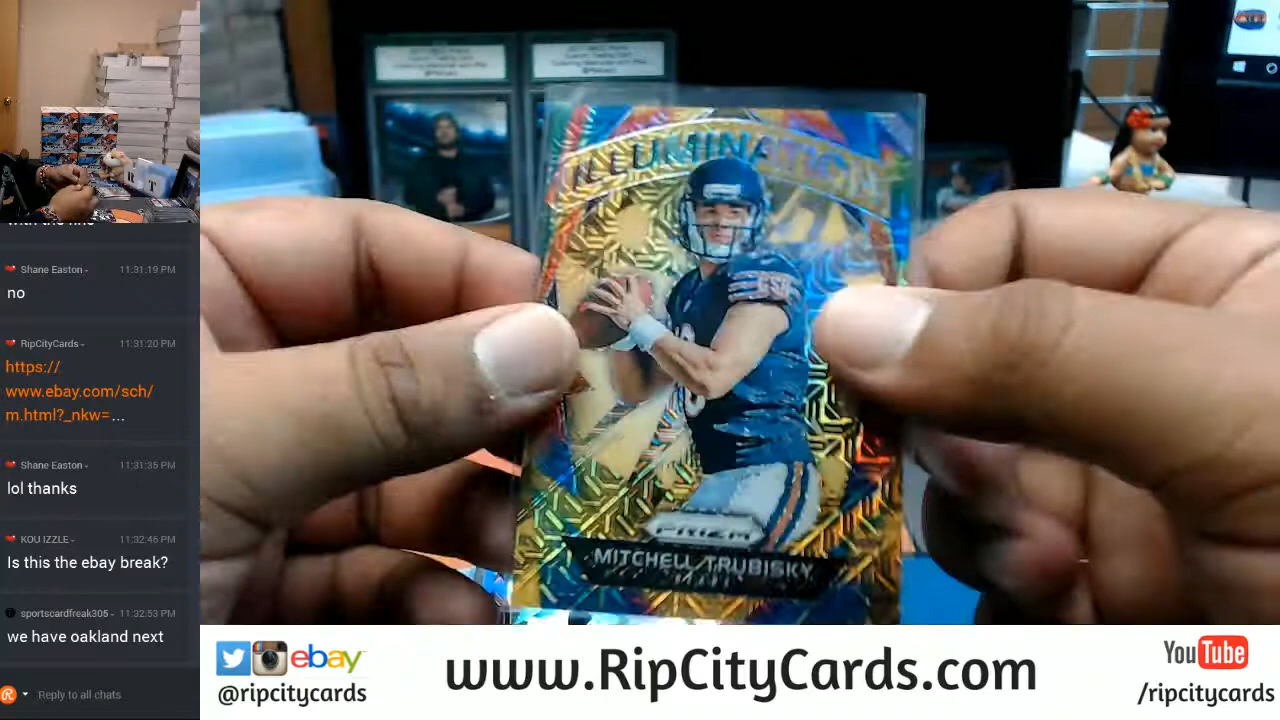 Shane Easton
11:31:19 PM
no
RipCityCards
11:31:20 PM
https://
www.ebay.com/sch/
m.html?_nkw=...
Shane Easton
11:31:35 PM
lol thanks
KOU IZZLE
11:32:46 PM
Is this the ebay break?
sportscardfreak305
11:32:53 PM
we have oakland next
Reply to all chats
ILLUMINATION
GSH
PRIZM
MITCHELL TRUBISKY
ebay
@ripcitycards
www.RipCityCards.com
YouTube
/ripcitycards